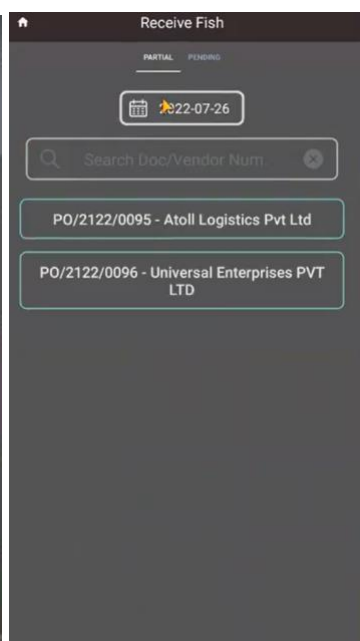 Receive Fish
PARTIAL PENDING
2022-07-26
Search Doc/Vendor Num
PO/2122/0095 - Atoll Logistics Pvt Ltd
PO/2122/0096 - Universal Enterprises PVT
LTD